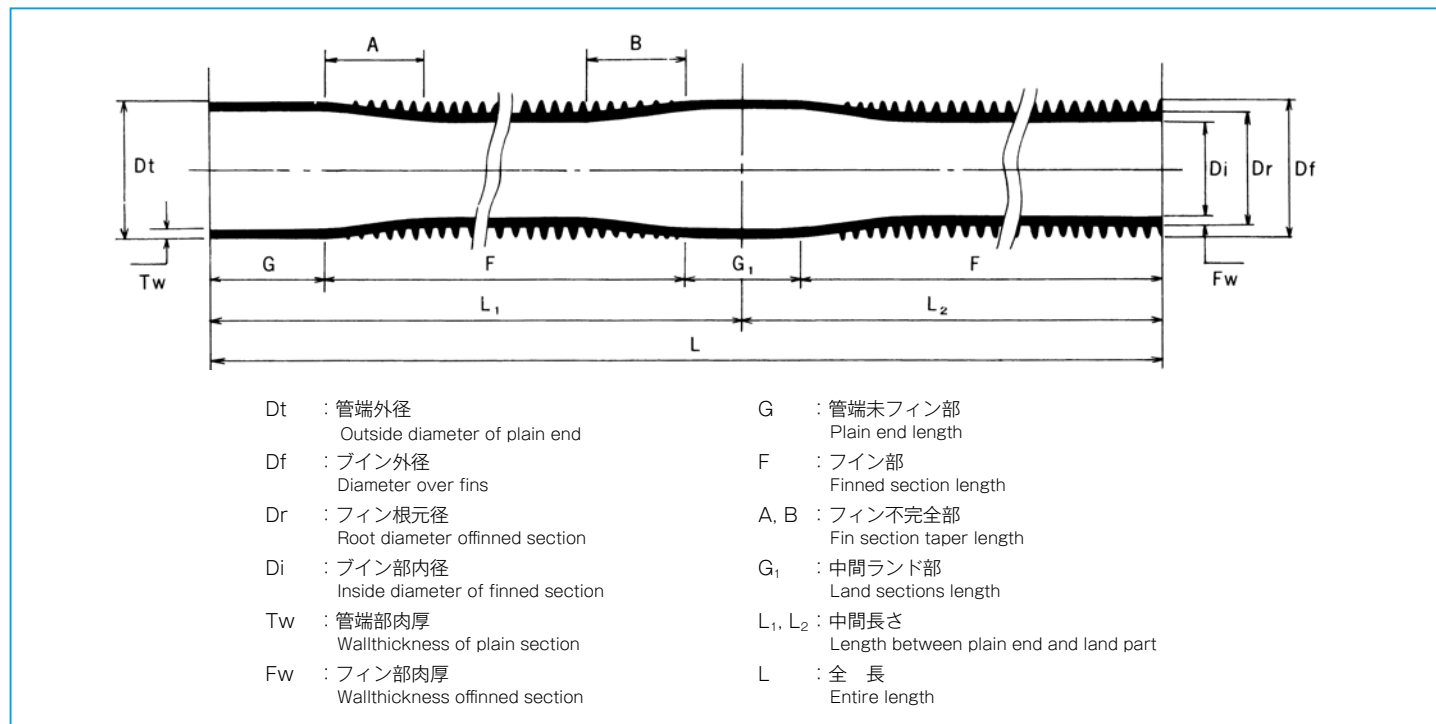 A
B
Dt
Di
Dr
Df
Tw
G
F
G₁
F
Fw
L₁
L₂
L
Dt : 管端外径
Outside diameter of plain end
Df : ブイン外径
Diameter over fins
Dr : フィン根元径
Root diameter offinned section
Di : ブイン部内径
Inside diameter of finned section
Tw : 管端部肉厚
Wallthickness of plain section
Fw : フィン部肉厚
Wallthickness offinned section
G : 管端未フィン部
Plain end length
F : フイン部
Finned section length
A, B : フィン不完全部
Fin section taper length
G₁ : 中間ランド部
Land sections length
L₁, L₂ : 中間長さ
Length between plain end and land part
L : 全　長
Entire length